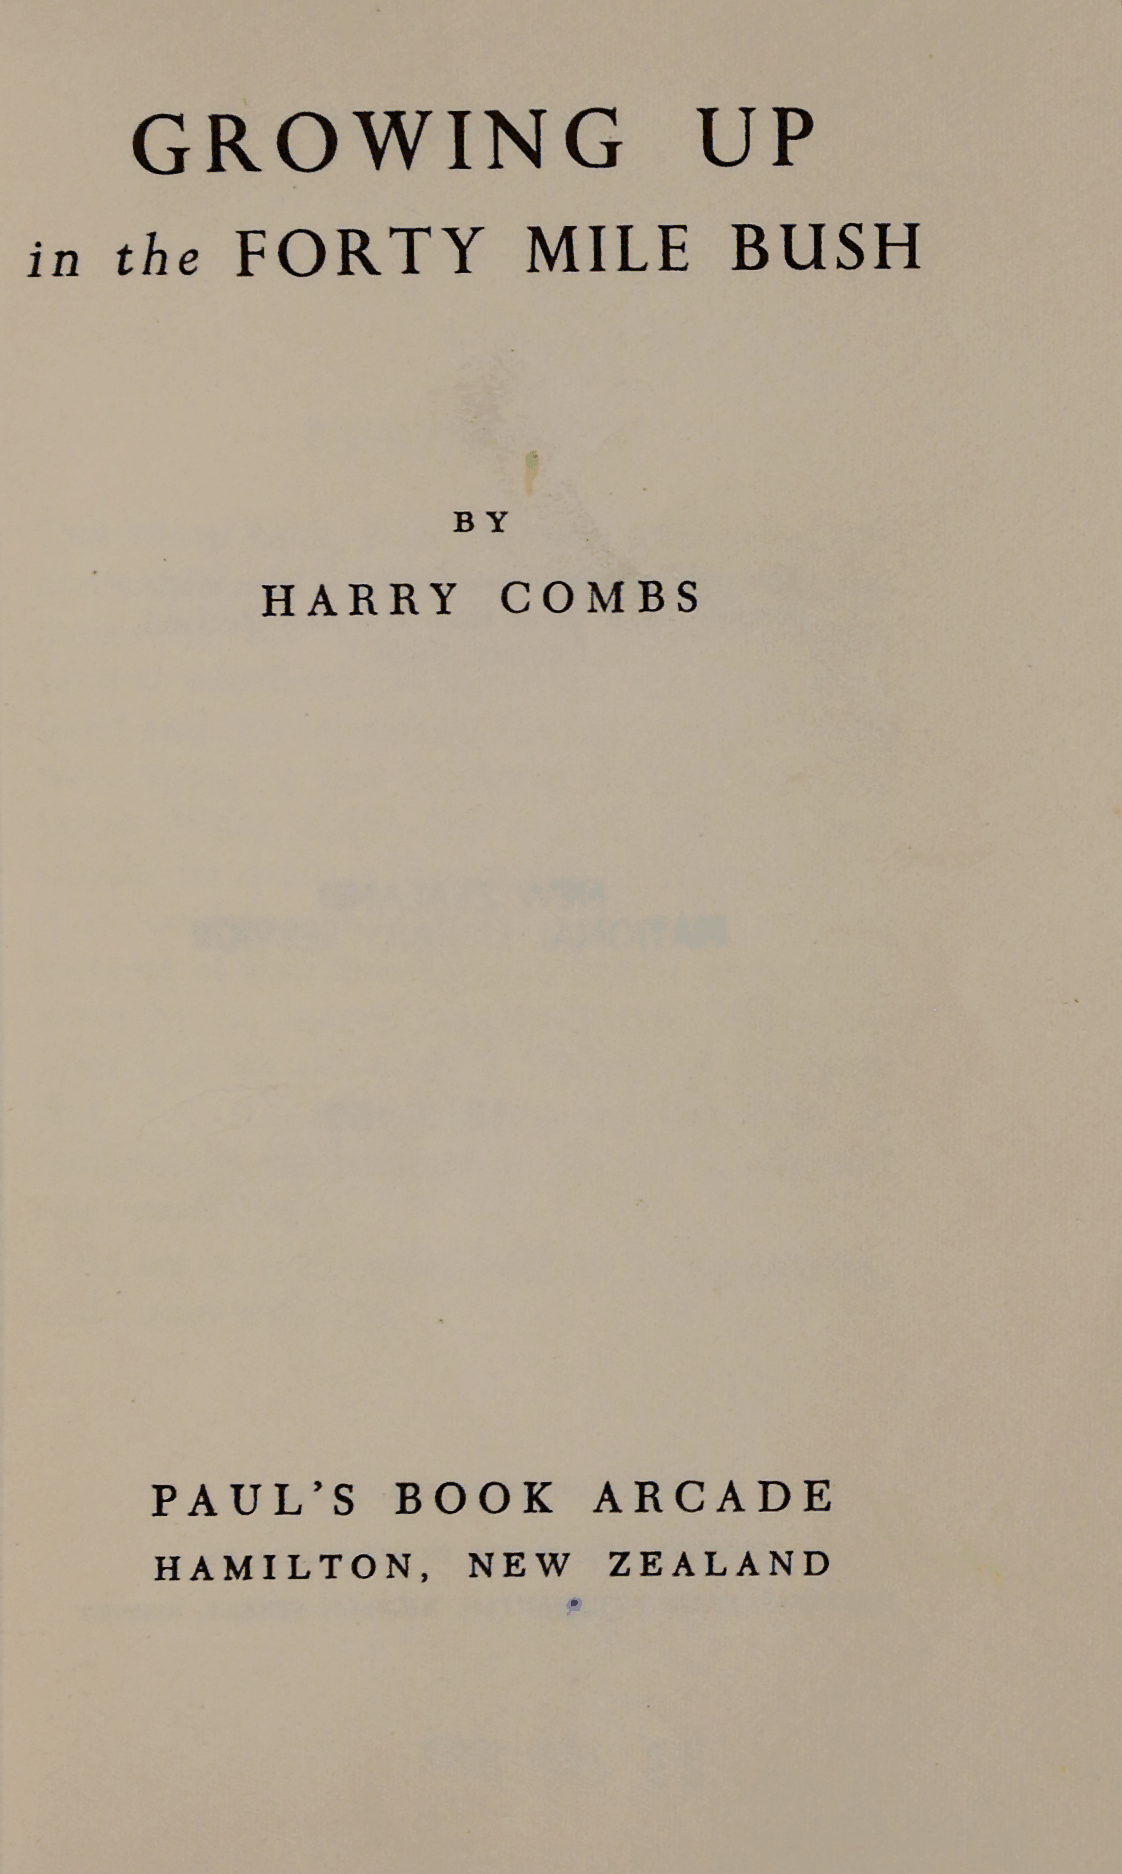 GROWING UP
in the FORTY MILE BUSH
BY
HARRY COMBS
PAUL'S BOOK ARCADE
HAMILTON, NEW ZEALAND